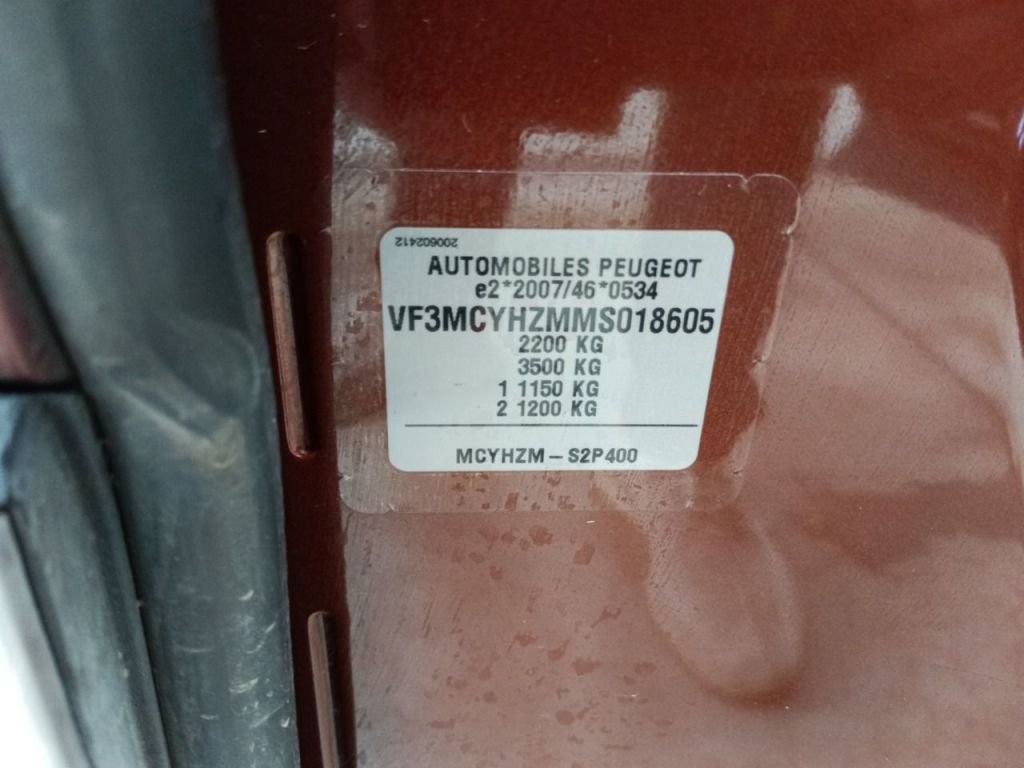 200602412
AUTOMOBILES PEUGEOT
e2*2007/46*0534
VF3MCYHZMMS018605
2200 KG
3500 KG
1 1150 KG
2 1200 KG
MCYHZM – S2P400